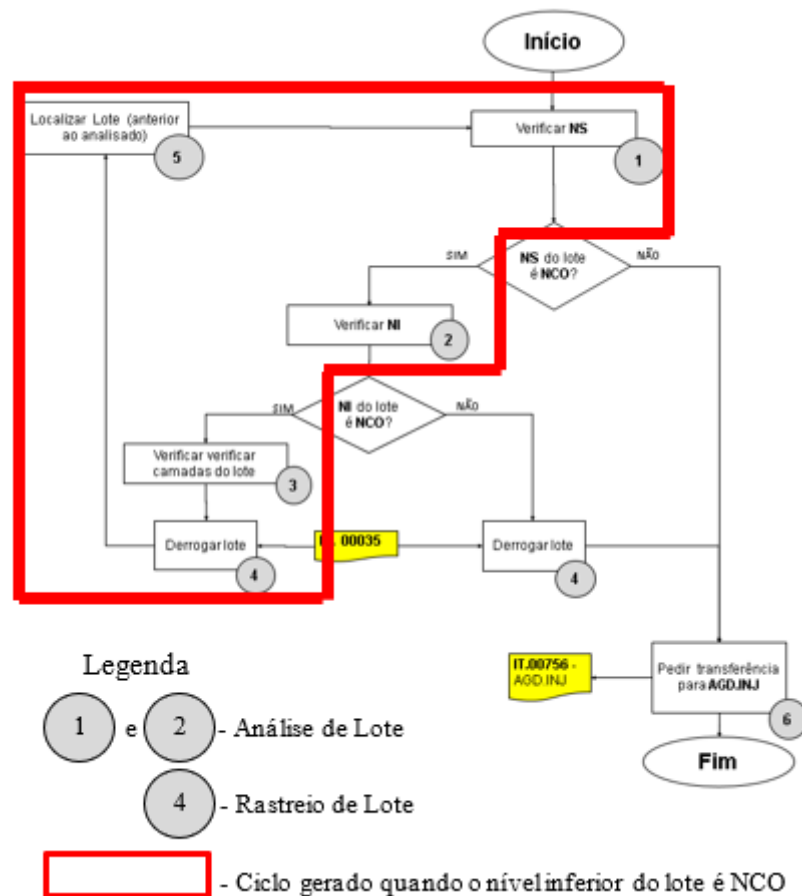 Início
Localizar Lote (anterior
ao analisado)
5
Verificar NS
1
SIM
NS do lote
é NCO?
NÃO
Verificar NI
2
SIM
NI do lote
é NCO?
NÃO
Verificar verificar
camadas do lote
3
Derrogar lote
4
00035
Derrogar lote
4
IT.00756 -
AGD.INJ
Pedir transferência
para AGD.INJ
6
Fim
Legenda
1 e 2 - Análise de Lote
4 - Rastreio de Lote
- Ciclo gerado quando o nível inferior do lote é NCO